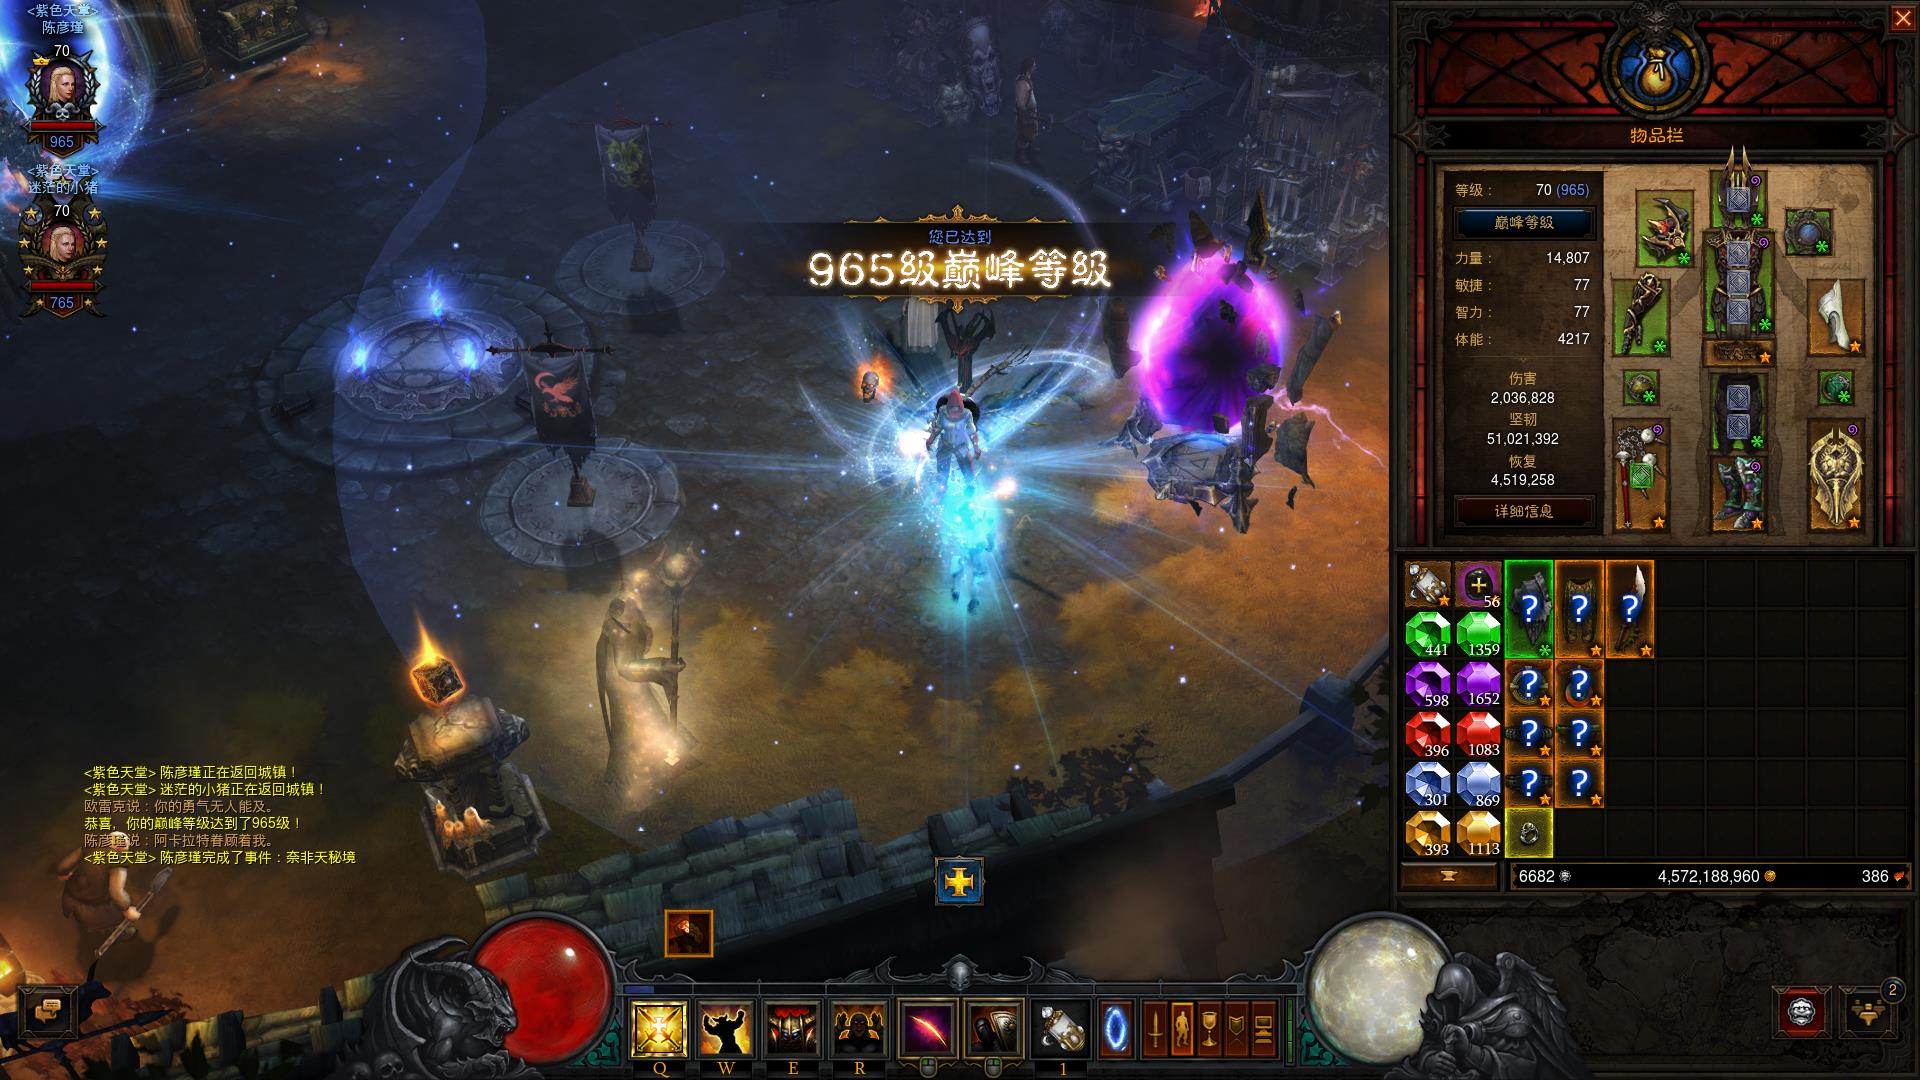 <紫色天堂>
陈彦瑾
70
965
<紫色天堂>
迷茫的小猪
70
765
您已达到
965级巅峰等级
<紫色天堂> 陈彦瑾正在返回城镇！
<紫色天堂> 迷茫的小猪正在返回城镇！
欧雷克说：你的勇气无人能及。
恭喜，你的巅峰等级达到了965级！
陈彦瑾说：阿卡拉特眷顾着我。
<紫色天堂> 陈彦瑾完成了事件：奈非天秘境
Q W E R 1
物品栏
等级： 70 (965)
巅峰等级
力量： 14,807
敏捷： 77
智力： 77
体能： 4217
伤害
2,036,828
坚韧
51,021,392
恢复
4,519,258
详细信息
56 ? ? ?
441 1359
598 1652 ? ?
396 1083 ? ?
301 869 ? ?
393 1113
6682 4,572,188,960 386
2